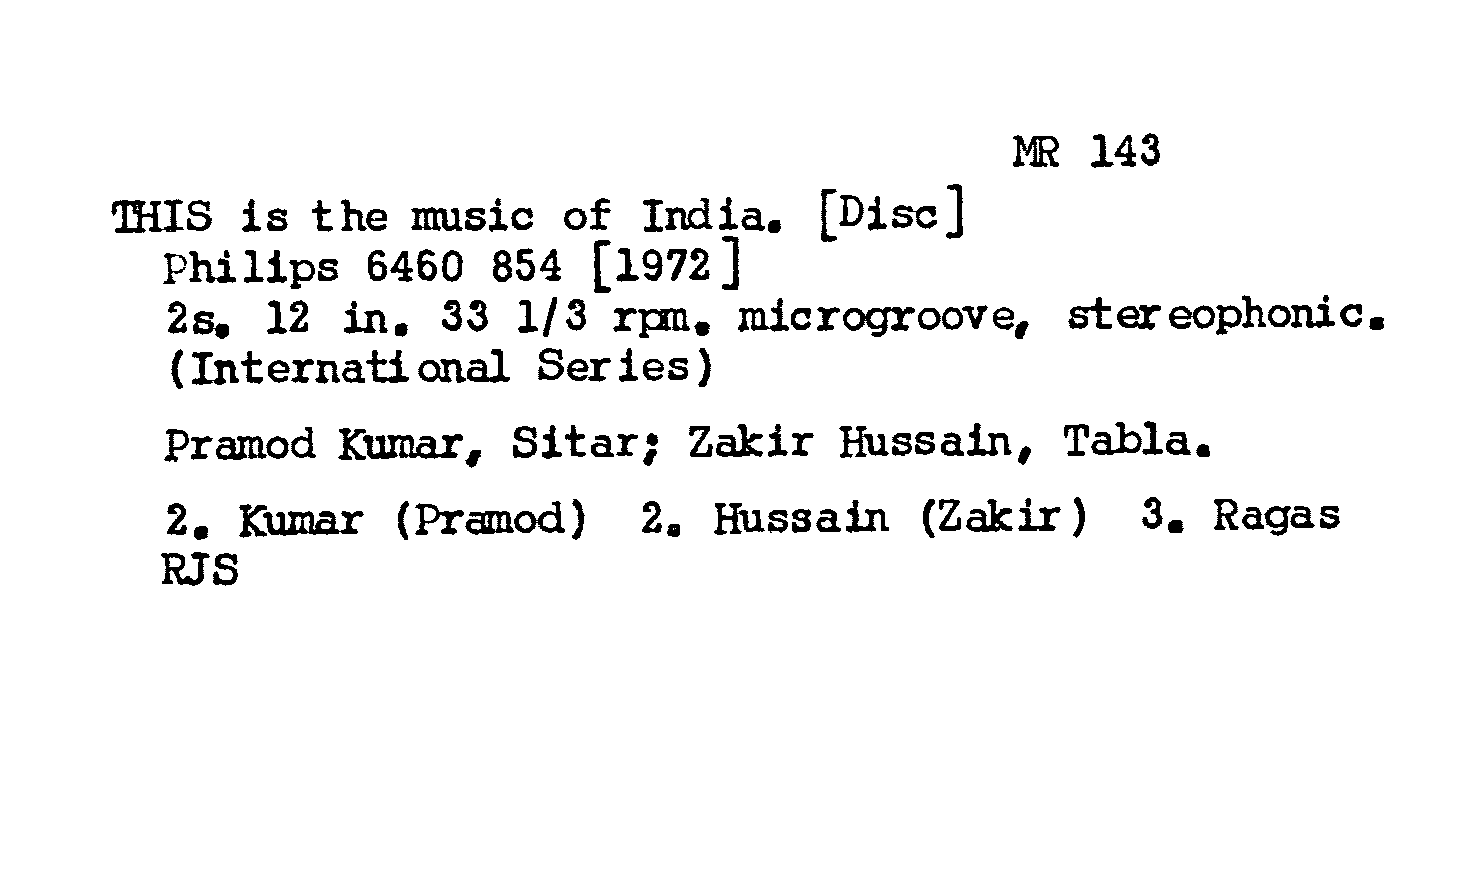 MR 143
THIS is the music of India. [Disc]
Philips 6460 854 [1972]
2s. 12 in. 33 1/3 rpm. microgroove, stereophonic.
(International Series)
Pramod Kumar, Sitar; Zakir Hussain, Tabla.
2. Kumar (Pramod) 2. Hussain (Zakir) 3. Ragas
RJS